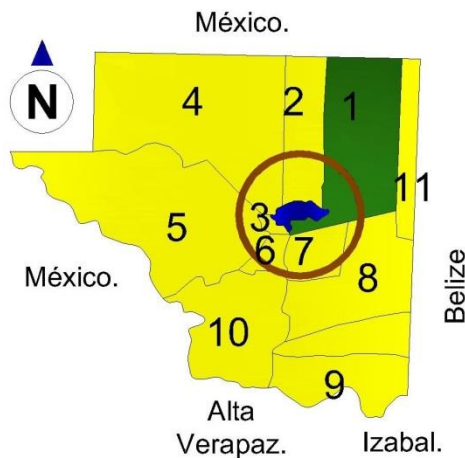 México.
N
4
2
1
3
11
5
6
7
México.
8
Belize
10
9
Alta
Verapaz.
Izabal.